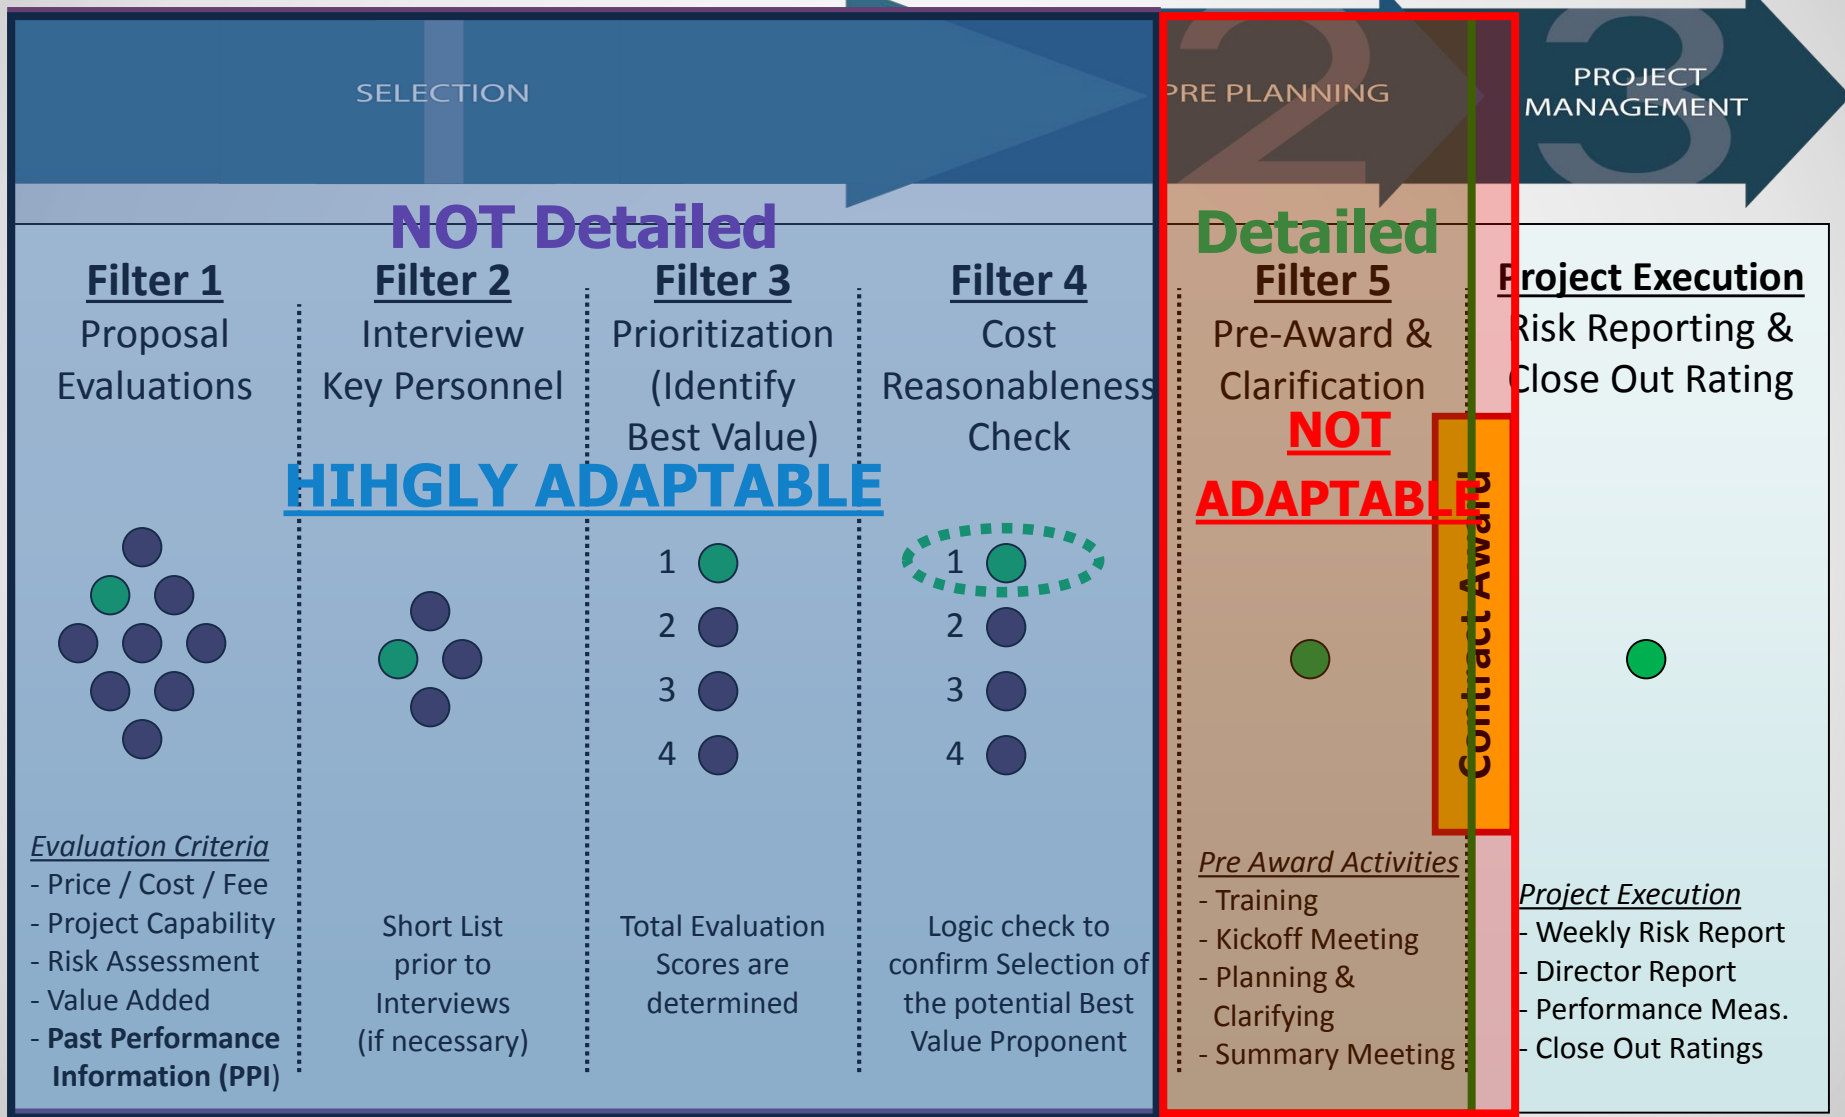 1
SELECTION
2
PRE PLANNING
3
PROJECT
MANAGEMENT
NOT Detailed
Detailed
Filter 1
Proposal
Evaluations
Filter 2
Interview
Key Personnel
Filter 3
Prioritization
(Identify
Best Value)
Filter 4
Cost
Reasonableness
Check
Filter 5
Pre-Award &
Clarification
Project Execution
Risk Reporting &
Close Out Rating
HIHGLY ADAPTABLE
NOT
ADAPTABLE
Contract Award
1
2
3
4
1
2
3
4
Evaluation Criteria
- Price / Cost / Fee
- Project Capability
- Risk Assessment
- Value Added
- Past Performance
Information (PPI)
Short List
prior to
Interviews
(if necessary)
Total Evaluation
Scores are
determined
Logic check to
confirm Selection of
the potential Best
Value Proponent
Pre Award Activities
- Training
- Kickoff Meeting
- Planning &
Clarifying
- Summary Meeting
Project Execution
- Weekly Risk Report
- Director Report
- Performance Meas.
- Close Out Ratings